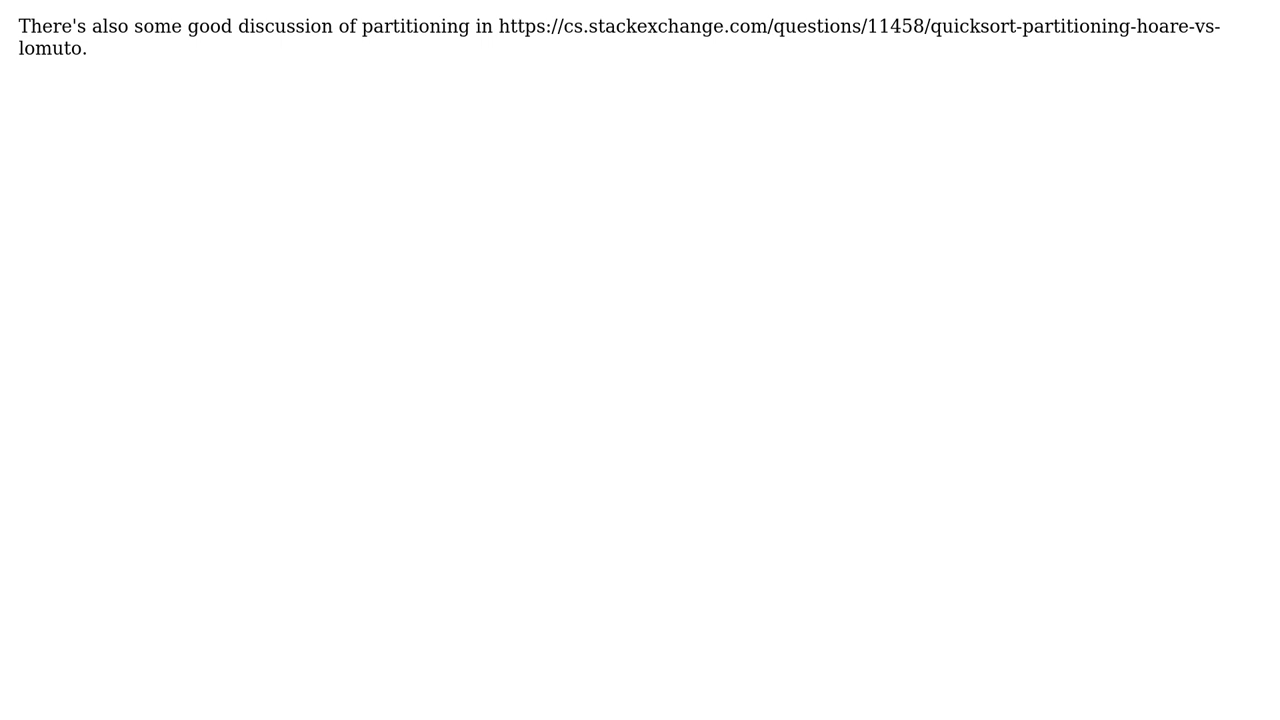 There's also some good discussion of partitioning in https://cs.stackexchange.com/questions/11458/quicksort-partitioning-hoare-vs-
lomuto.